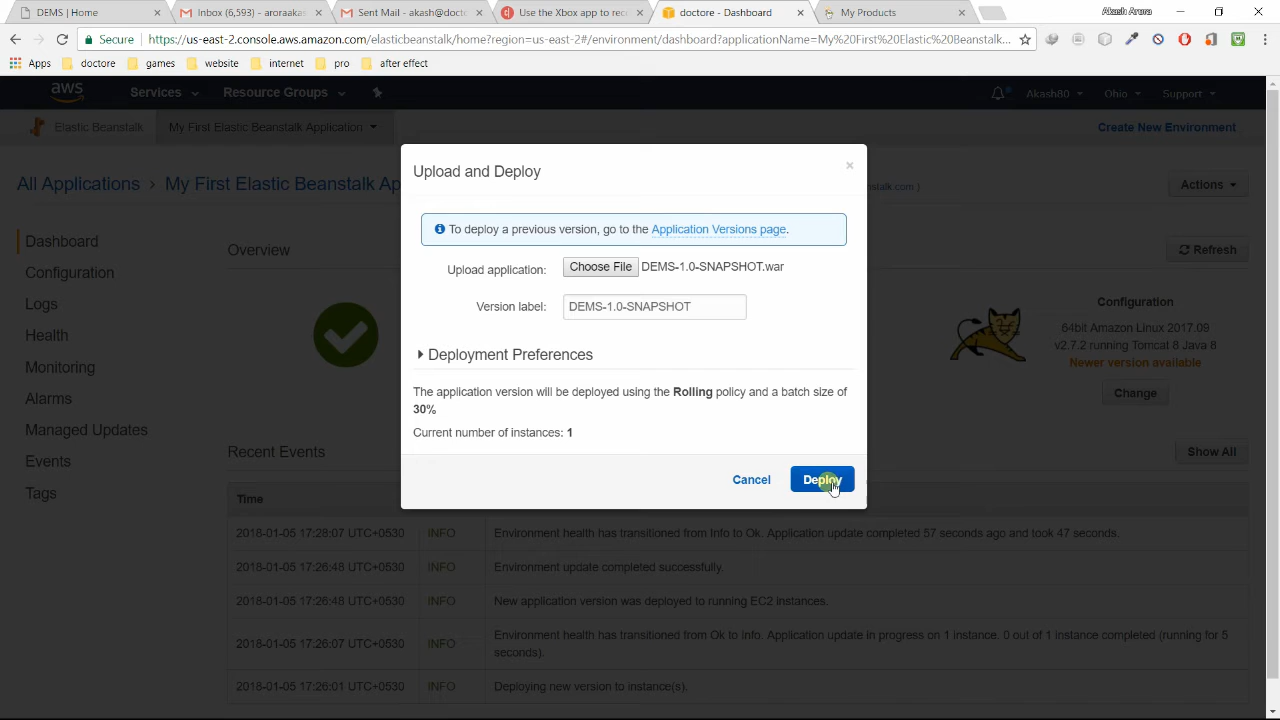 DEMS | Home
Inbox (6,593) - aroraakas
Sent Mail - akash@docto
Use the Xbox app to rec
doctore - Dashboard
My Products
Akash Arora
Secure
https://us-east-2.console.aws.amazon.com/elasticbeanstalk/home?region=us-east-2#/environment/dashboard?applicationName=My%20First%20Elastic%20Beanstalk...
Apps
doctore
games
website
internet
pro
after effect
aws
Services
Resource Groups
Akash80
Ohio
Support
Elastic Beanstalk
My First Elastic Beanstalk Application
Create New Environment
All Applications › My First Elastic Beanstalk Ap
stalk.com )
Actions
Upload and Deploy
To deploy a previous version, go to the Application Versions page.
Upload application: Choose File DEMS-1.0-SNAPSHOT.war
Version label: DEMS-1.0-SNAPSHOT
Deployment Preferences
The application version will be deployed using the Rolling policy and a batch size of
30%
Current number of instances: 1
Cancel
Deploy
Dashboard
Configuration
Logs
Health
Monitoring
Alarms
Managed Updates
Events
Tags
Overview
Refresh
Configuration
64bit Amazon Linux 2017.09
v2.7.2 running Tomcat 8 Java 8
Newer version available
Change
Recent Events
Show All
Time
2018-01-05 17:28:07 UTC+0530 INFO Environment health has transitioned from Info to Ok. Application update completed 57 seconds ago and took 47 seconds.
2018-01-05 17:26:48 UTC+0530 INFO Environment update completed successfully.
2018-01-05 17:26:48 UTC+0530 INFO New application version was deployed to running EC2 instances.
2018-01-05 17:26:07 UTC+0530 INFO Environment health has transitioned from Ok to Info. Application update in progress on 1 instance. 0 out of 1 instance completed (running for 5
seconds).
2018-01-05 17:26:01 UTC+0530 INFO Deploying new version to instance(s).